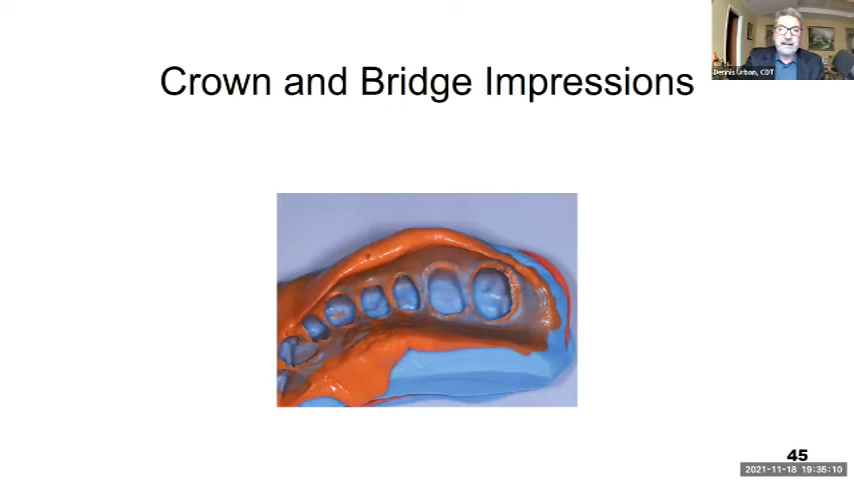 Crown and Bridge Impressions
Dennis Urban, CDT
45
2021-11-18 19:35:10